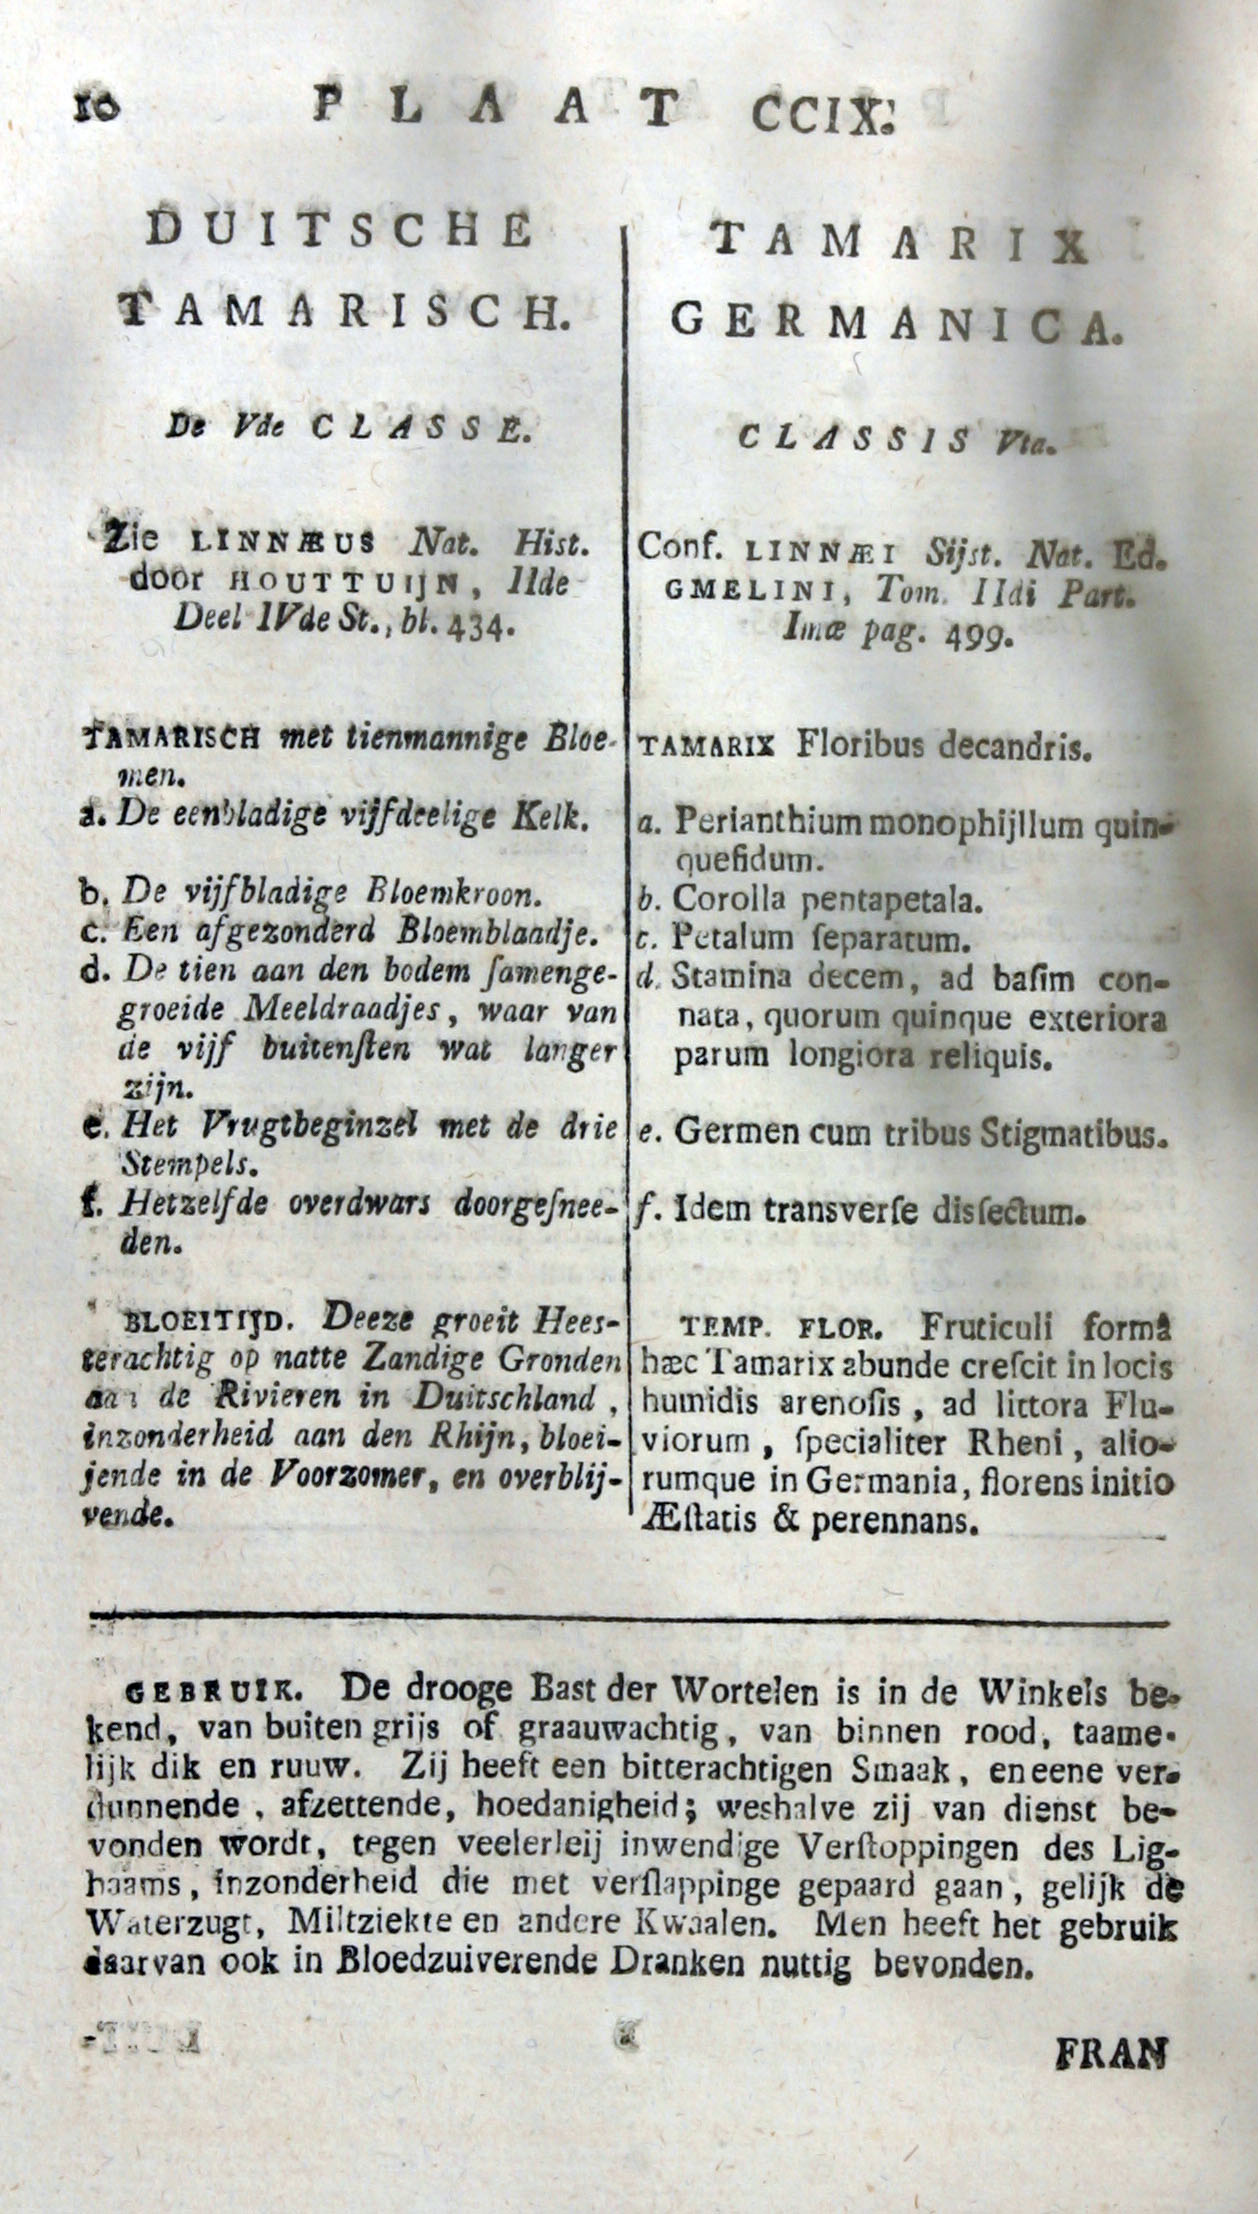 10 PLAAT CCIX.
DUITSCHE
TAMARISCH.
De Vde CLASSE.
Zie LINNÆUS Nat. Hist.
door HOUTTUIJN, IIde
Deel IVde St., bl. 434.
TAMARISCH met tienmannige Bloe-
men.
a. De eenbladige vijfdeelige Kelk.
b. De vijfbladige Bloemkroon.
c. Een afgezonderd Bloemblaadje.
d. De tien aan den bodem ſamenge-
groeide Meeldraadjes, waar van
de vijf buitenſten wat langer
zijn.
e. Het Vrugtbeginzel met de drie
Stempels.
f. Hetzelfde overdwars doorgeſnee-
den.
BLOEITIJD. Deeze groeit Hees-
terachtig op natte Zandige Gronden
aan de Rivieren in Duitschland,
inzonderheid aan den Rhijn, bloei-
jende in de Voorzomer, en overblij-
vende.
TAMARIX
GERMANICA.
CLASSIS Vta.
Conf. LINNÆI Sijst. Nat. Ed.
GMELINI, Tom. IIdi Part.
Imæ pag. 499.
TAMARIX Floribus decandris.
a. Perianthium monophijllum quin-
quefidum.
b. Corolla pentapetala.
c. Petalum ſeparatum.
d. Stamina decem, ad baſim con-
nata, quorum quinque exteriora
parum longiora reliquis.
e. Germen cum tribus Stigmatibus.
f. Idem transverſe disſectum.
TEMP. FLOR. Fruticuli formâ
hæc Tamarix abunde creſcit in locis
humidis arenoſis, ad littora Flu-
viorum, ſpecialiter Rheni, alio-
rumque in Germania, florens initio
Æſtatis & perennans.
GEBRUIK. De drooge Bast der Wortelen is in de Winkels be-
kend, van buiten grijs of graauwachtig, van binnen rood, taame-
lijk dik en ruuw. Zij heeft een bitterachtigen Smaak, en eene ver-
dunnende, afzettende, hoedanigheid; weshalve zij van dienst be-
vonden wordt, tegen veelerleij inwendige Verſtoppingen des Lig-
haams, inzonderheid die met verſlappinge gepaard gaan, gelijk de
Waterzugt, Miltziekte en andere Kwaalen. Men heeft het gebruik
daarvan ook in Bloedzuiverende Dranken nuttig bevonden.
FRAN